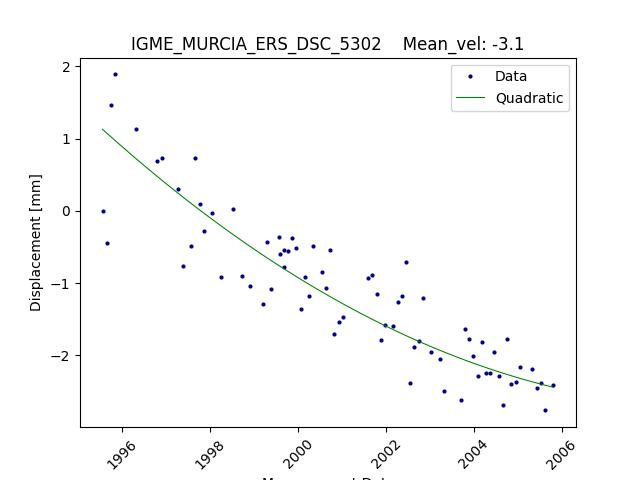 IGME_MURCIA_ERS_DSC_5302    Mean_vel: -3.1
Data
Quadratic
Displacement [mm]
2
1
0
−1
−2
1996
1998
2000
2002
2004
2006